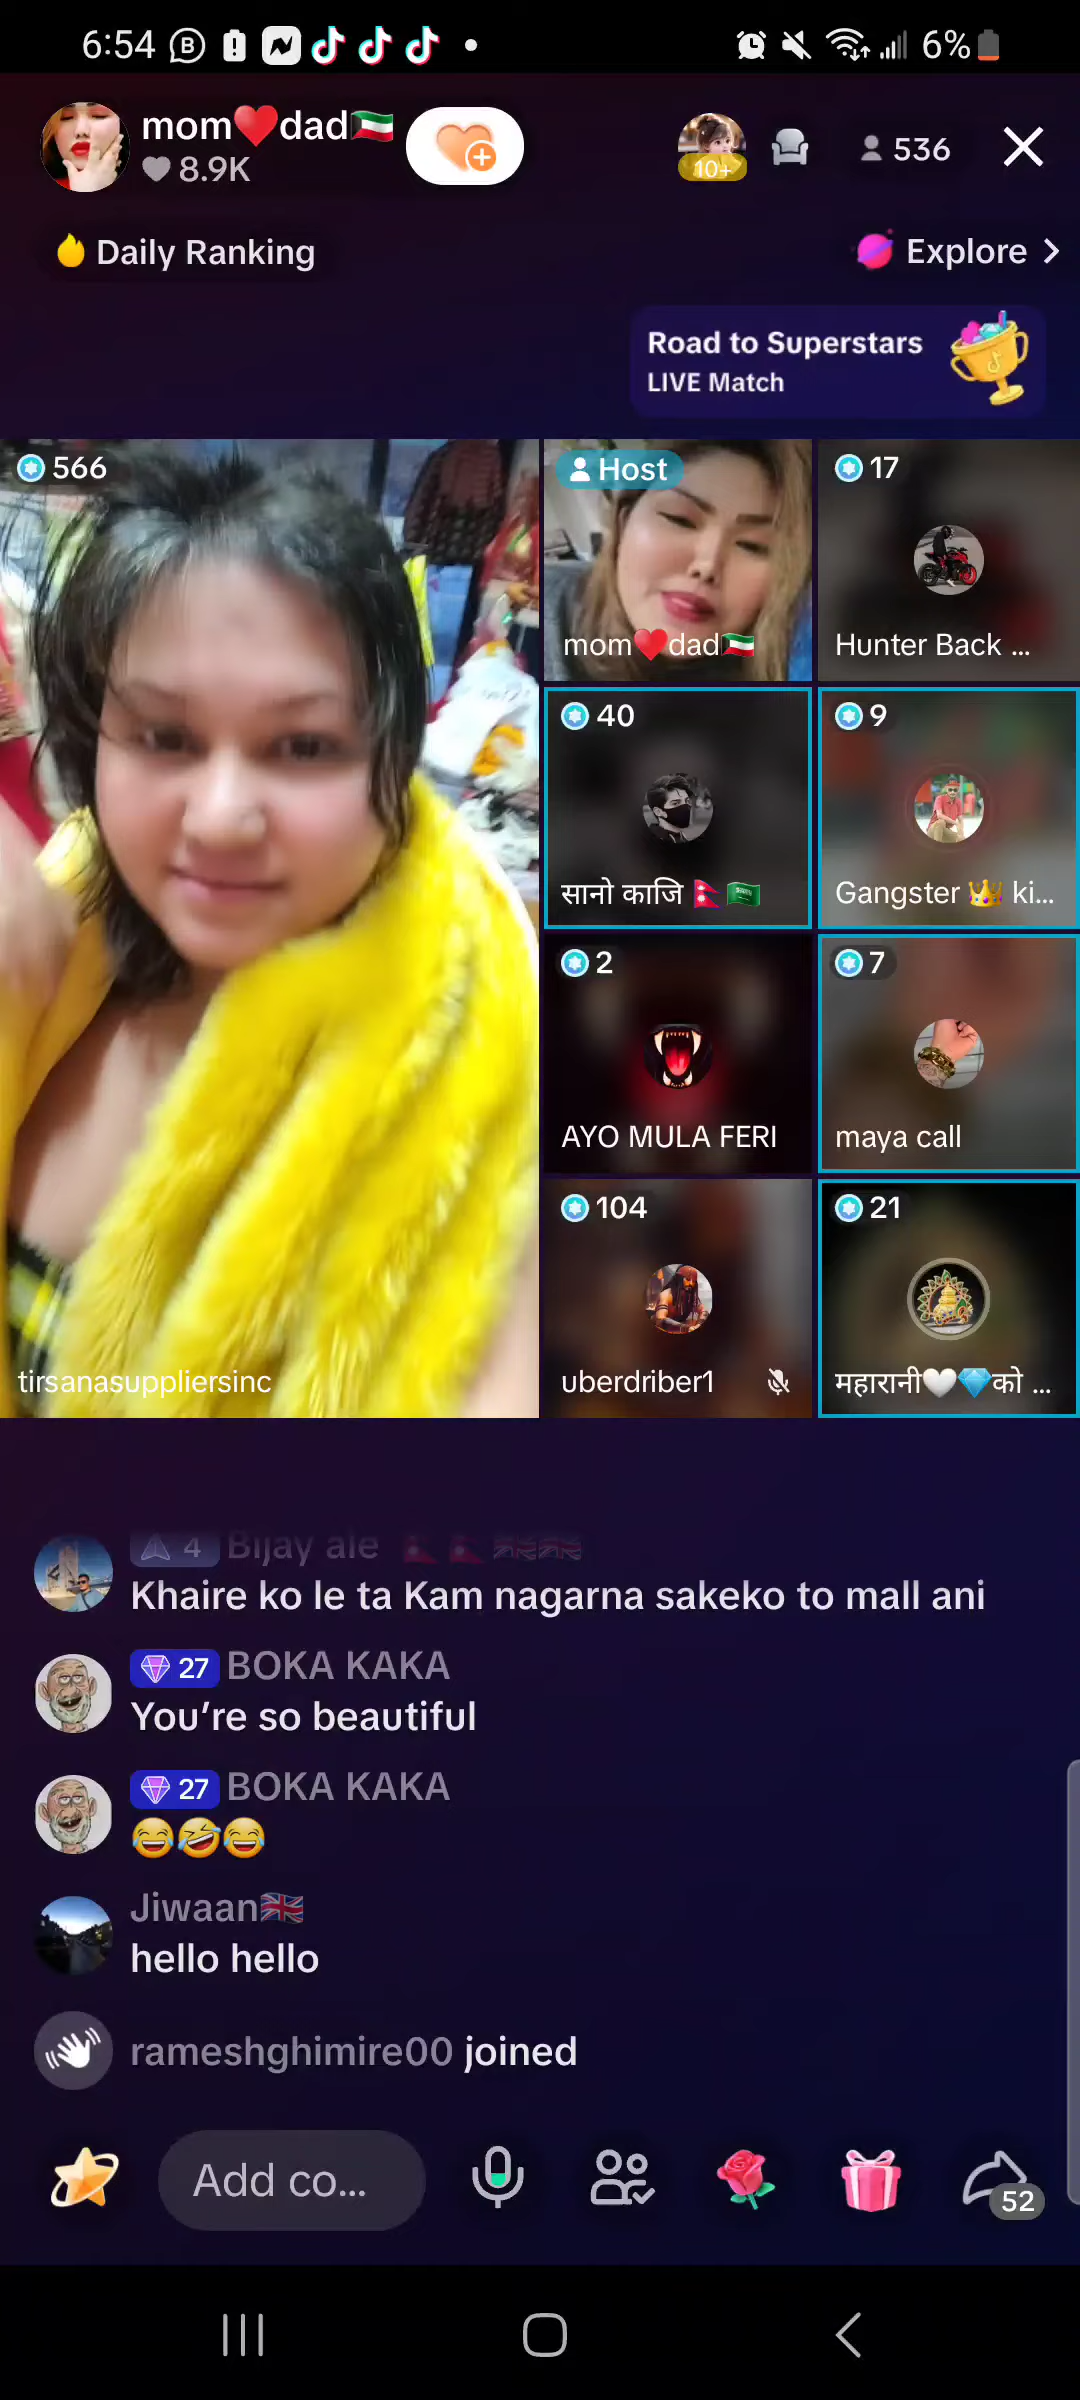 6:54
6%
mom❤️dad🇰🇼
8.9K
10+
536
Daily Ranking
Explore
Road to Superstars
LIVE Match
566
Host
17
mom❤️dad🇰🇼
Hunter Back ...
40
9
सानो काजि 🇳🇵🇸🇦
Gangster 👑 ki...
2
7
AYO MULA FERI
maya call
104
21
tirsanasuppliersinc
uberdriber1
महारानी🤍💎को ...
4 Bijay ale 🇳🇵🇳🇵🇬🇧🇬🇧
Khaire ko le ta Kam nagarna sakeko to mall ani
27 BOKA KAKA
You’re so beautiful
27 BOKA KAKA
😂🤣😂
Jiwaan🇬🇧
hello hello
rameshghimire00 joined
Add co...
52